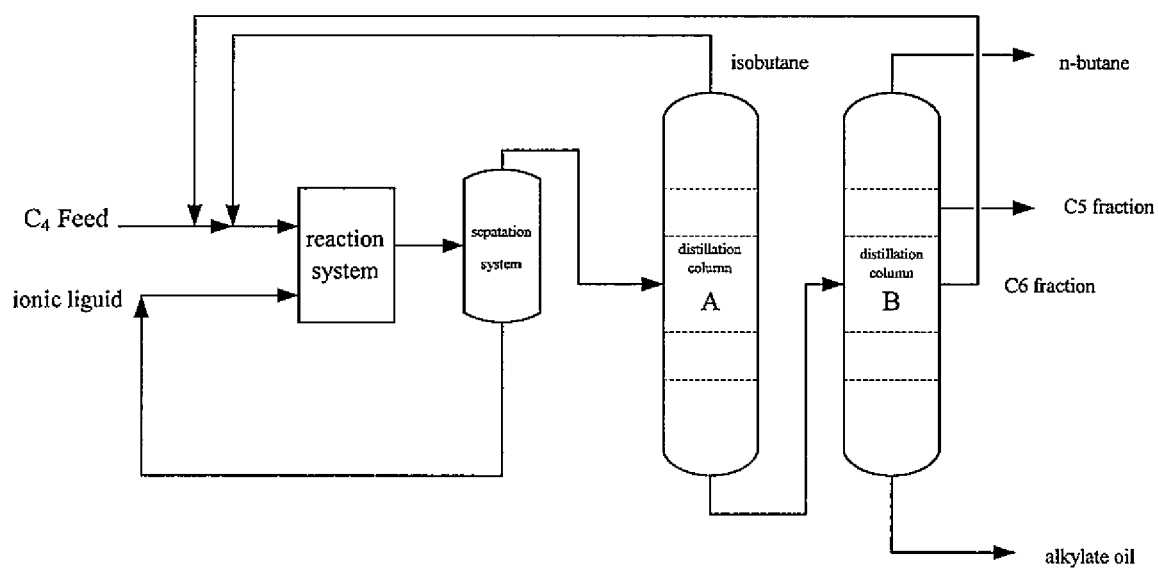 isobutane
n-butane
C₄ Feed
reaction
system
sepatation
system
distillation
column
A
distillation
column
B
C5 fraction
C6 fraction
ionic liguid
alkylate oil